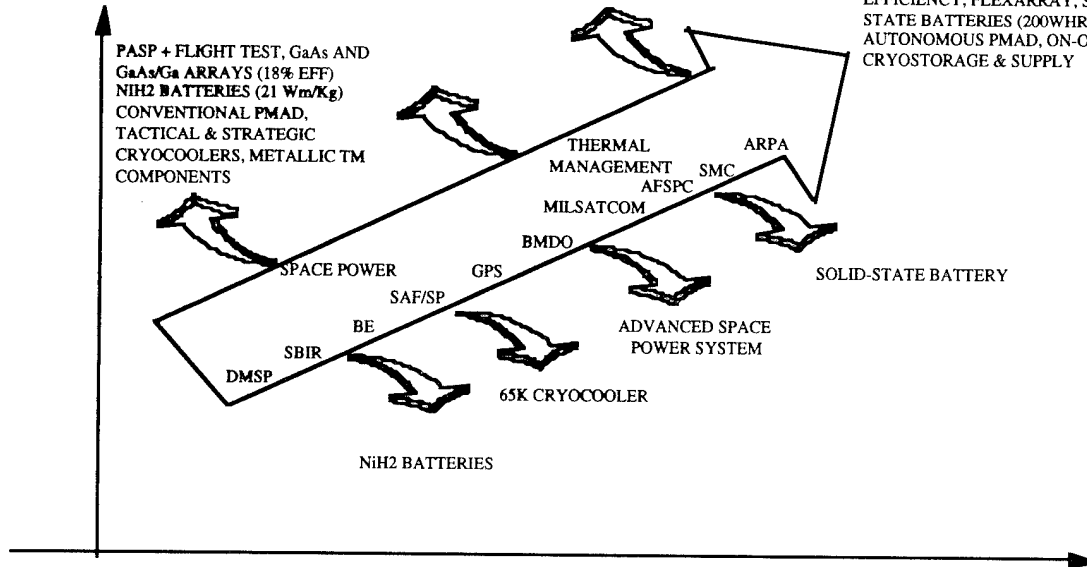 PASP + FLIGHT TEST, GaAs AND
GaAs/Ga ARRAYS (18% EFF)
NIH2 BATTERIES (21 Wm/Kg)
CONVENTIONAL PMAD,
TACTICAL & STRATEGIC
CRYOCOOLERS, METALLIC TM
COMPONENTS
EFFICIENCY, FLEXARRAY,
STATE BATTERIES (200WHR
AUTONOMOUS PMAD,
CRYOSTORAGE & SUPPLY
THERMAL
MANAGEMENT
SPACE POWER
ARPA
SMC
AFSPC
MILSATCOM
BMDO
GPS
SAF/SP
BE
SBIR
DMSP
SOLID-STATE BATTERY
ADVANCED SPACE
POWER SYSTEM
65K CRYOCOOLER
NiH2 BATTERIES